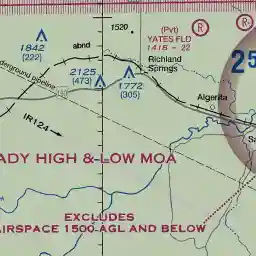 1520
(Pvt)
YATES FLD
1416 - 22
R
R
1842
(222)
abnd
Richland
Springs
25
2125
(473)
1772
(305)
derground pipeline
Algerita
IR124→
ADY HIGH & LOW MOA
EXCLUDES
AIRSPACE 1500 AGL AND BELOW